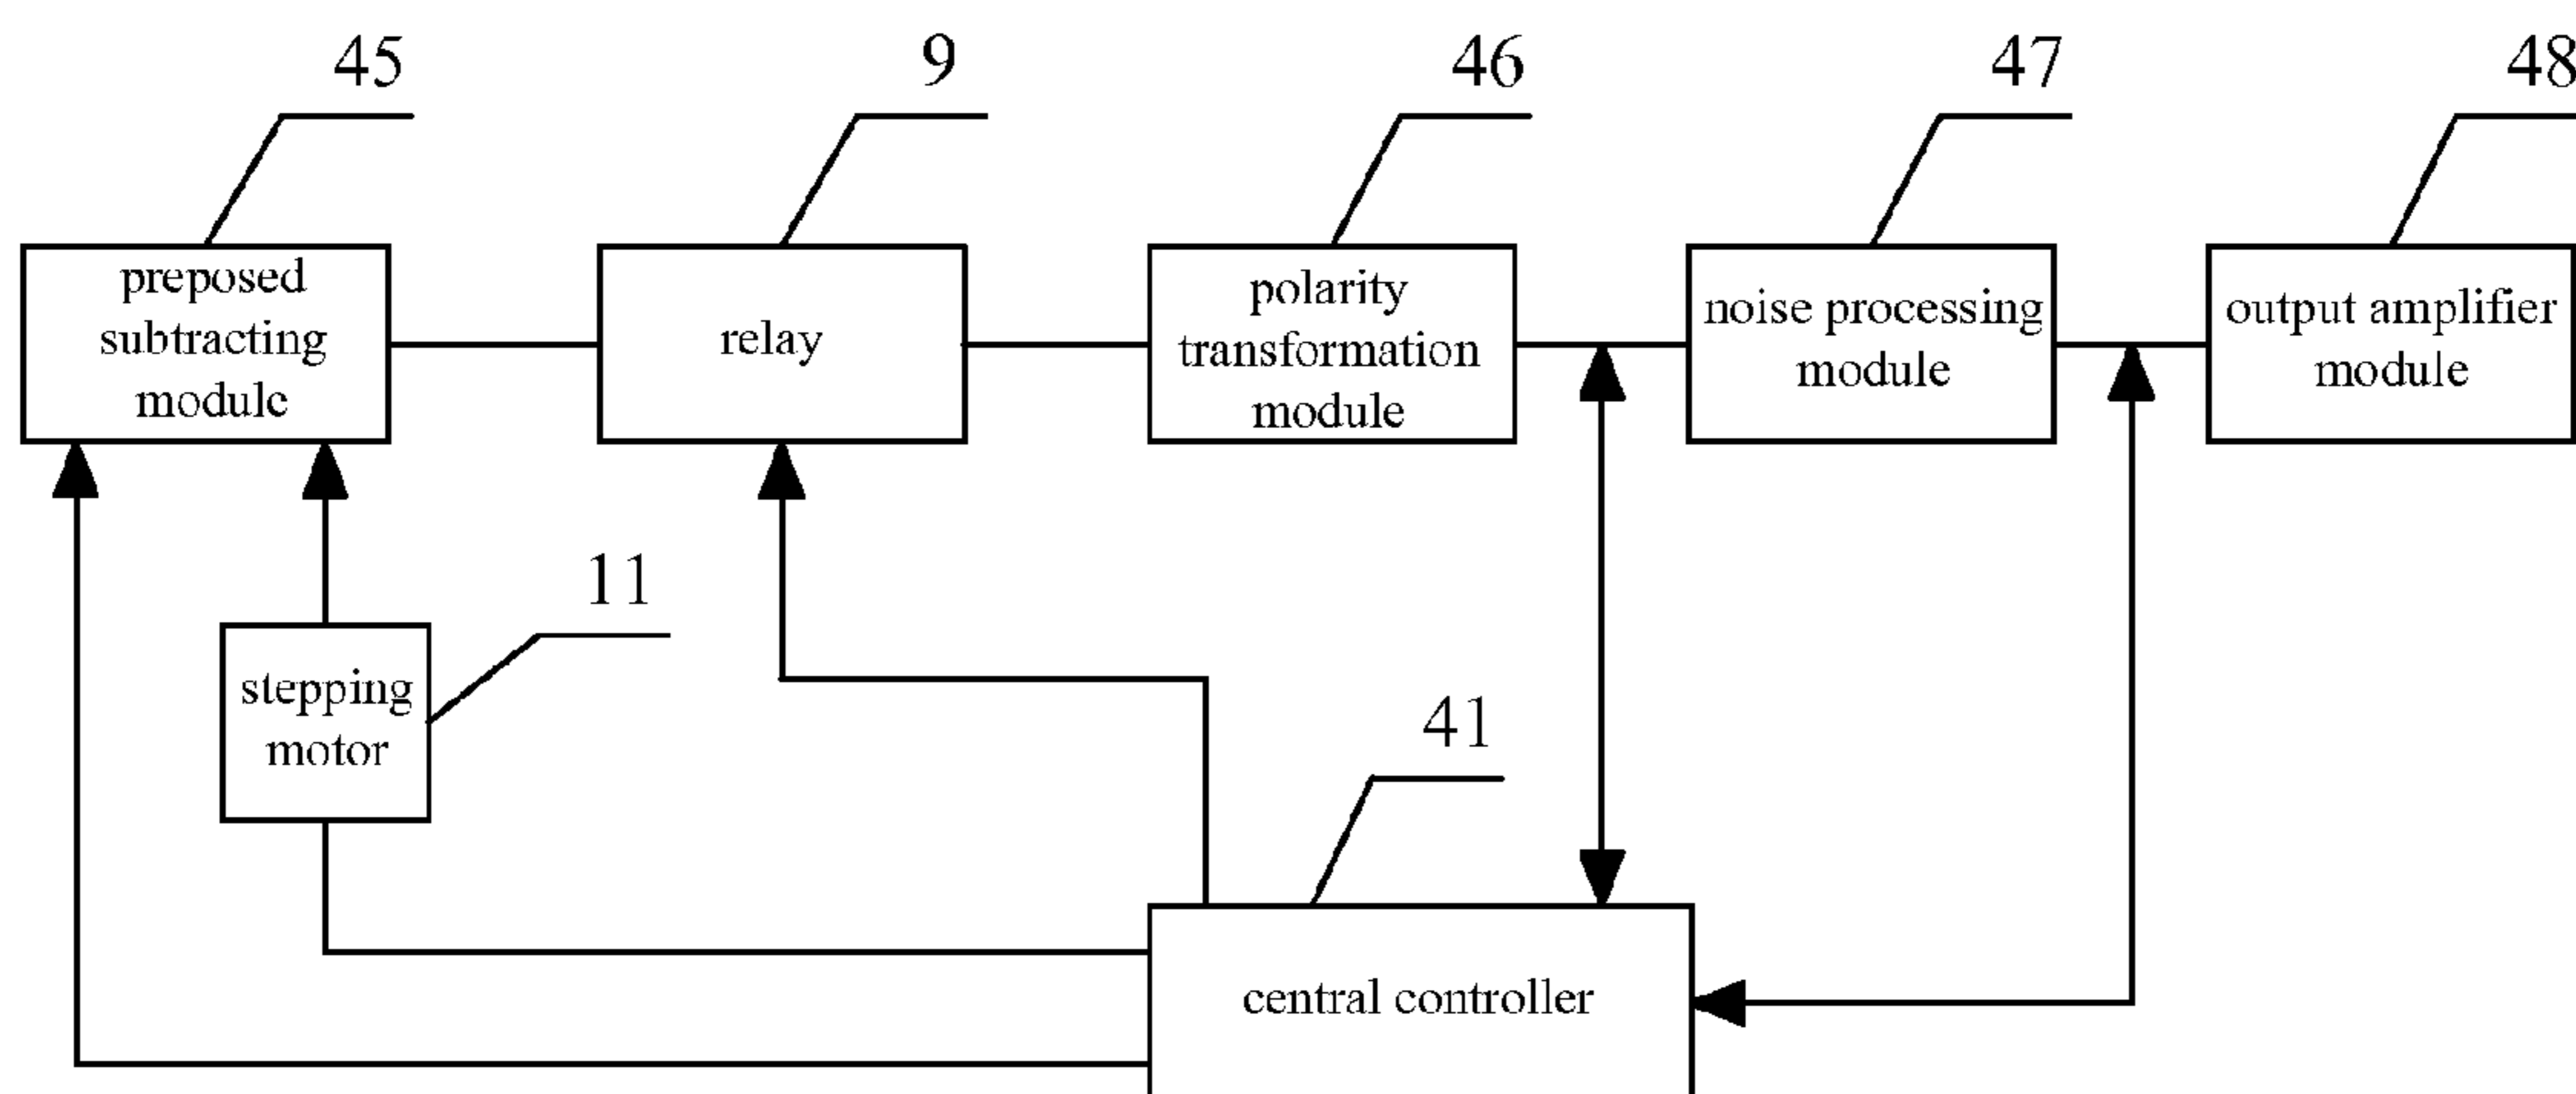 45
9
46
47
48
preposed
subtracting
module
relay
polarity
transformation
module
noise processing
module
output amplifier
module
11
stepping
motor
41
central controller